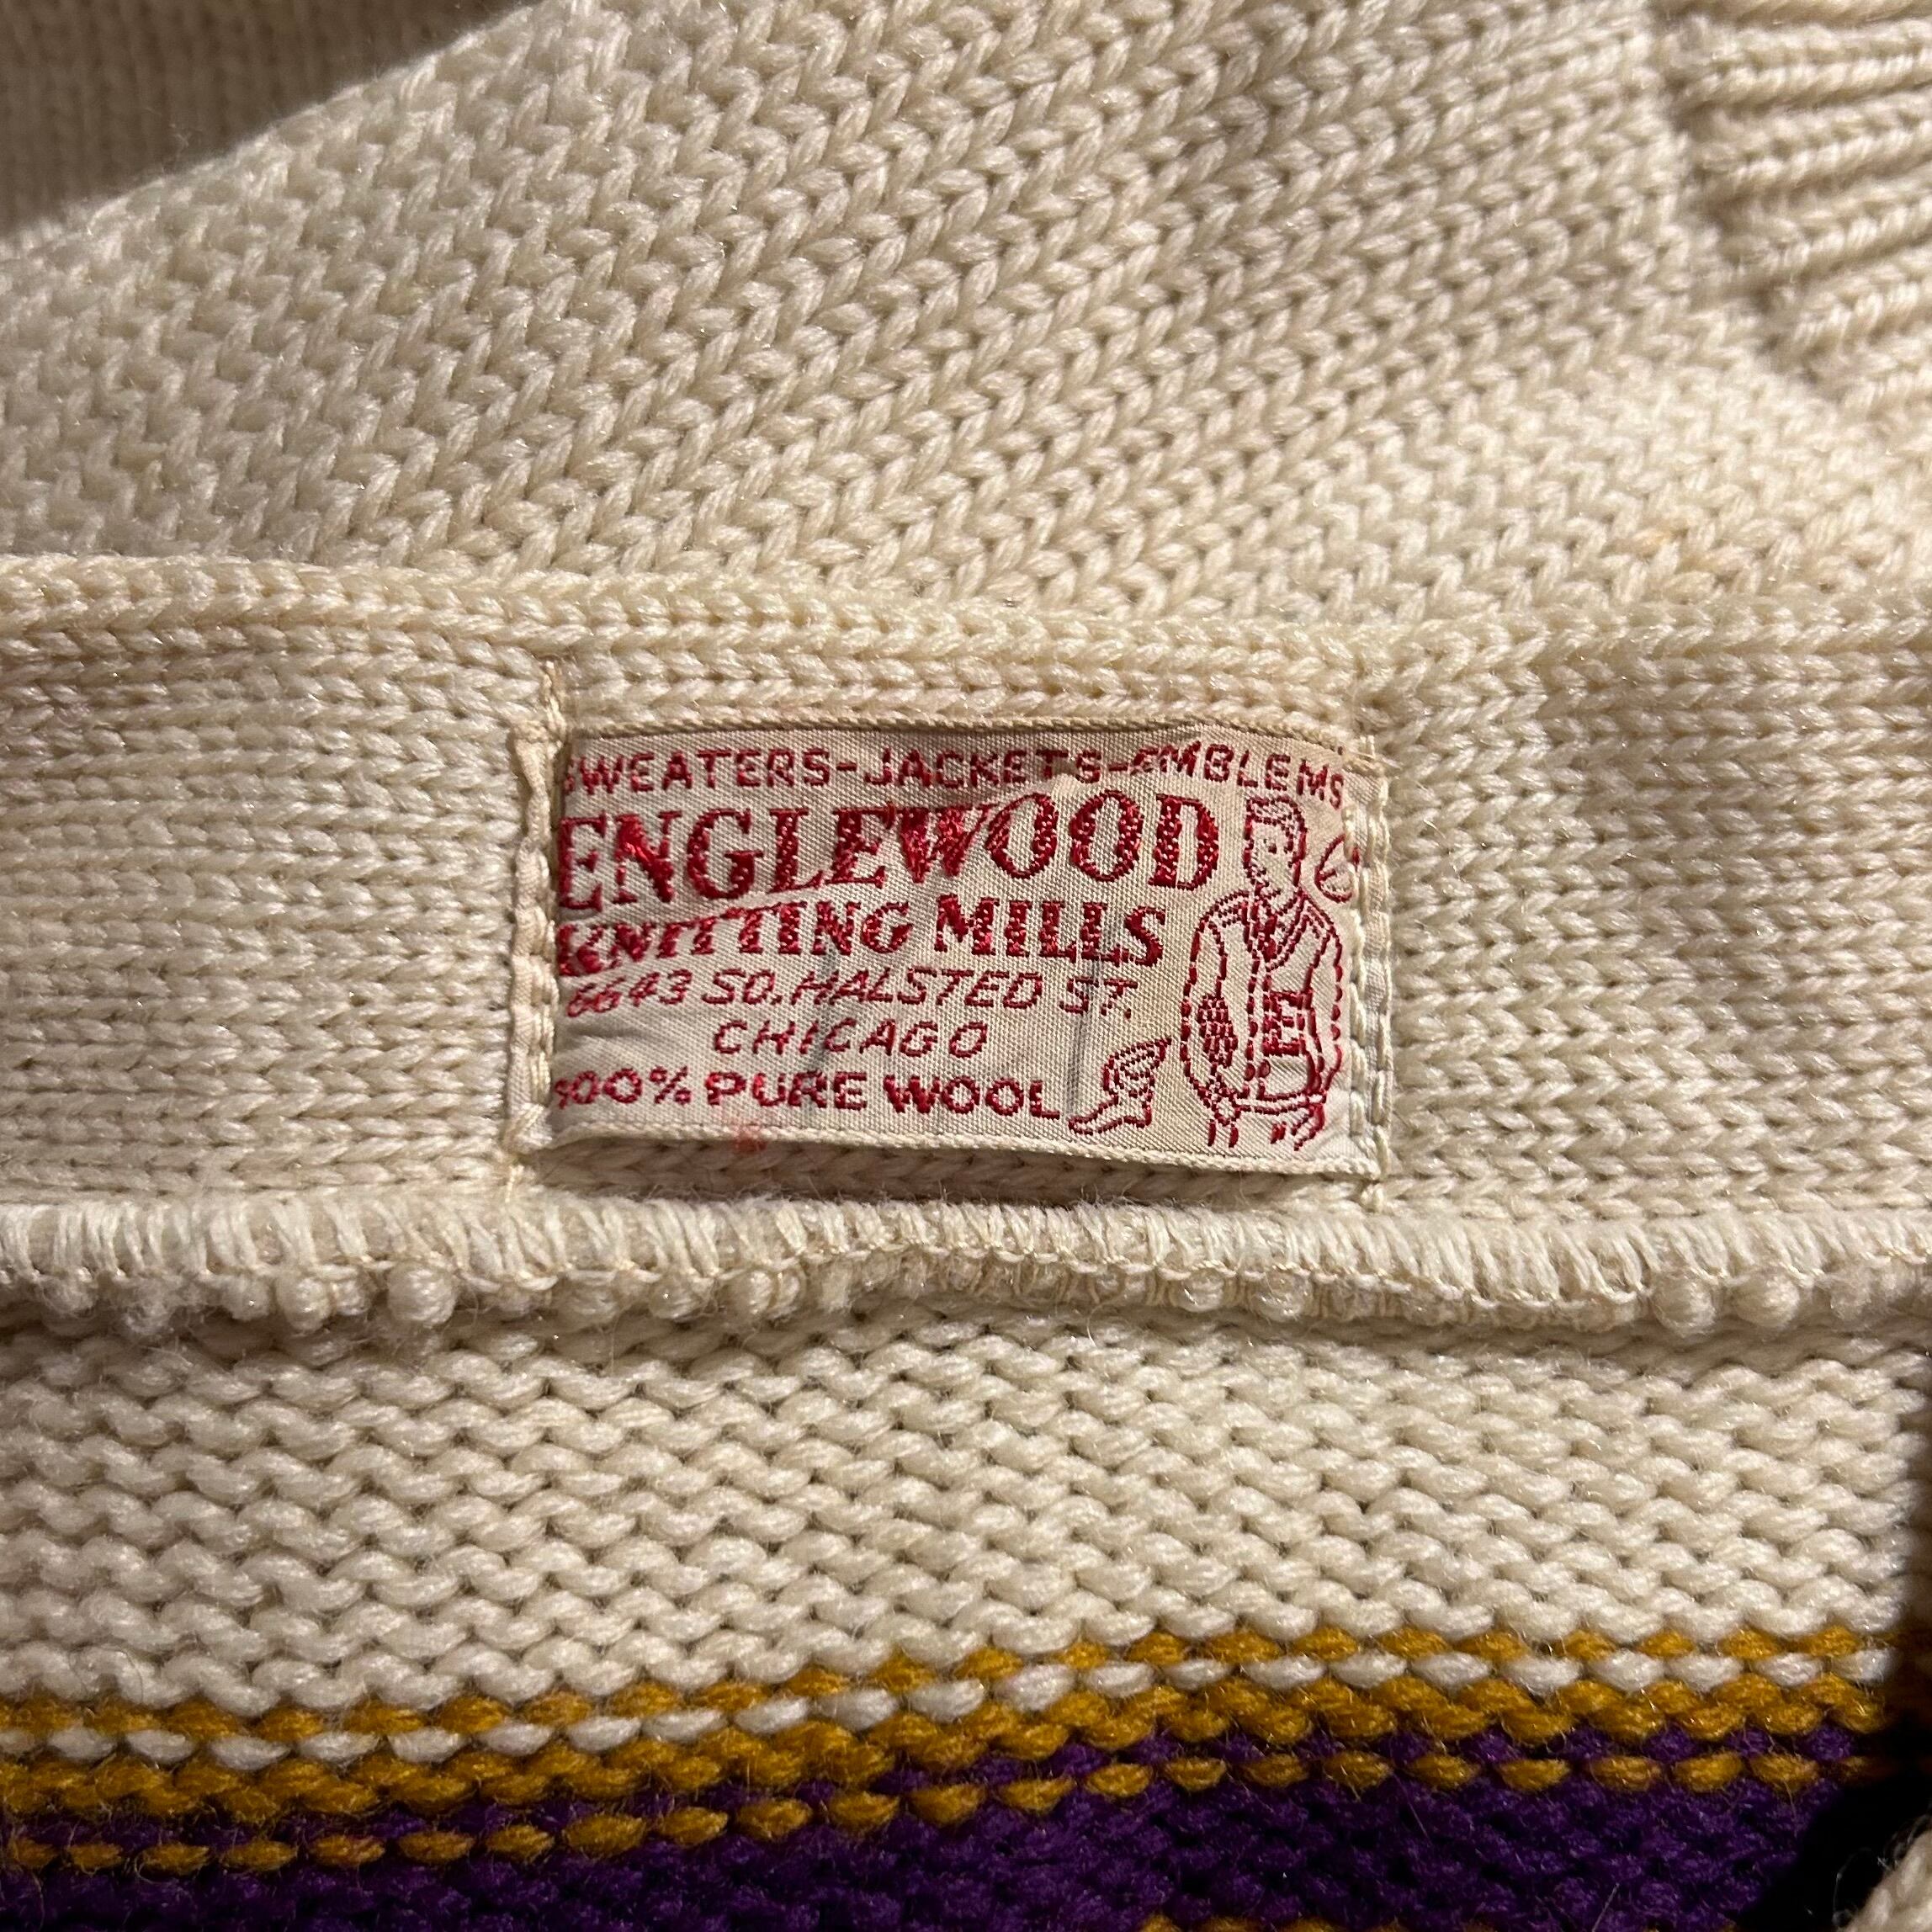 SWEATERS-JACKETS-EMBLEMS
ENGLEWOOD
KNITTING MILLS
6643 SO. HALSTED ST.
CHICAGO
100% PURE WOOL
E